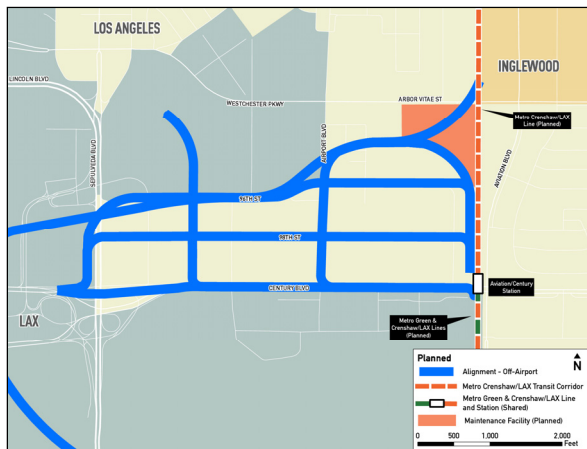 LOS ANGELES
INGLEWOOD
LINCOLN BLVD
WESTCHESTER PKWY
ARBOR VITAE ST
Metro Crenshaw/LAX
Line (Planned)
SEPULVEDA BLVD
AIRPORT BLVD
AVIATION BLVD
96TH ST
98TH ST
CENTURY BLVD
Aviation/Century
Station
LAX
Metro Green &
Crenshaw/LAX Lines
(Planned)
Planned
N
Alignment - Off-Airport
Metro Crenshaw/LAX Transit Corridor
Metro Green & Crenshaw/LAX Line
and Station (Shared)
Maintenance Facility (Planned)
0 500 1,000 2,000
Feet